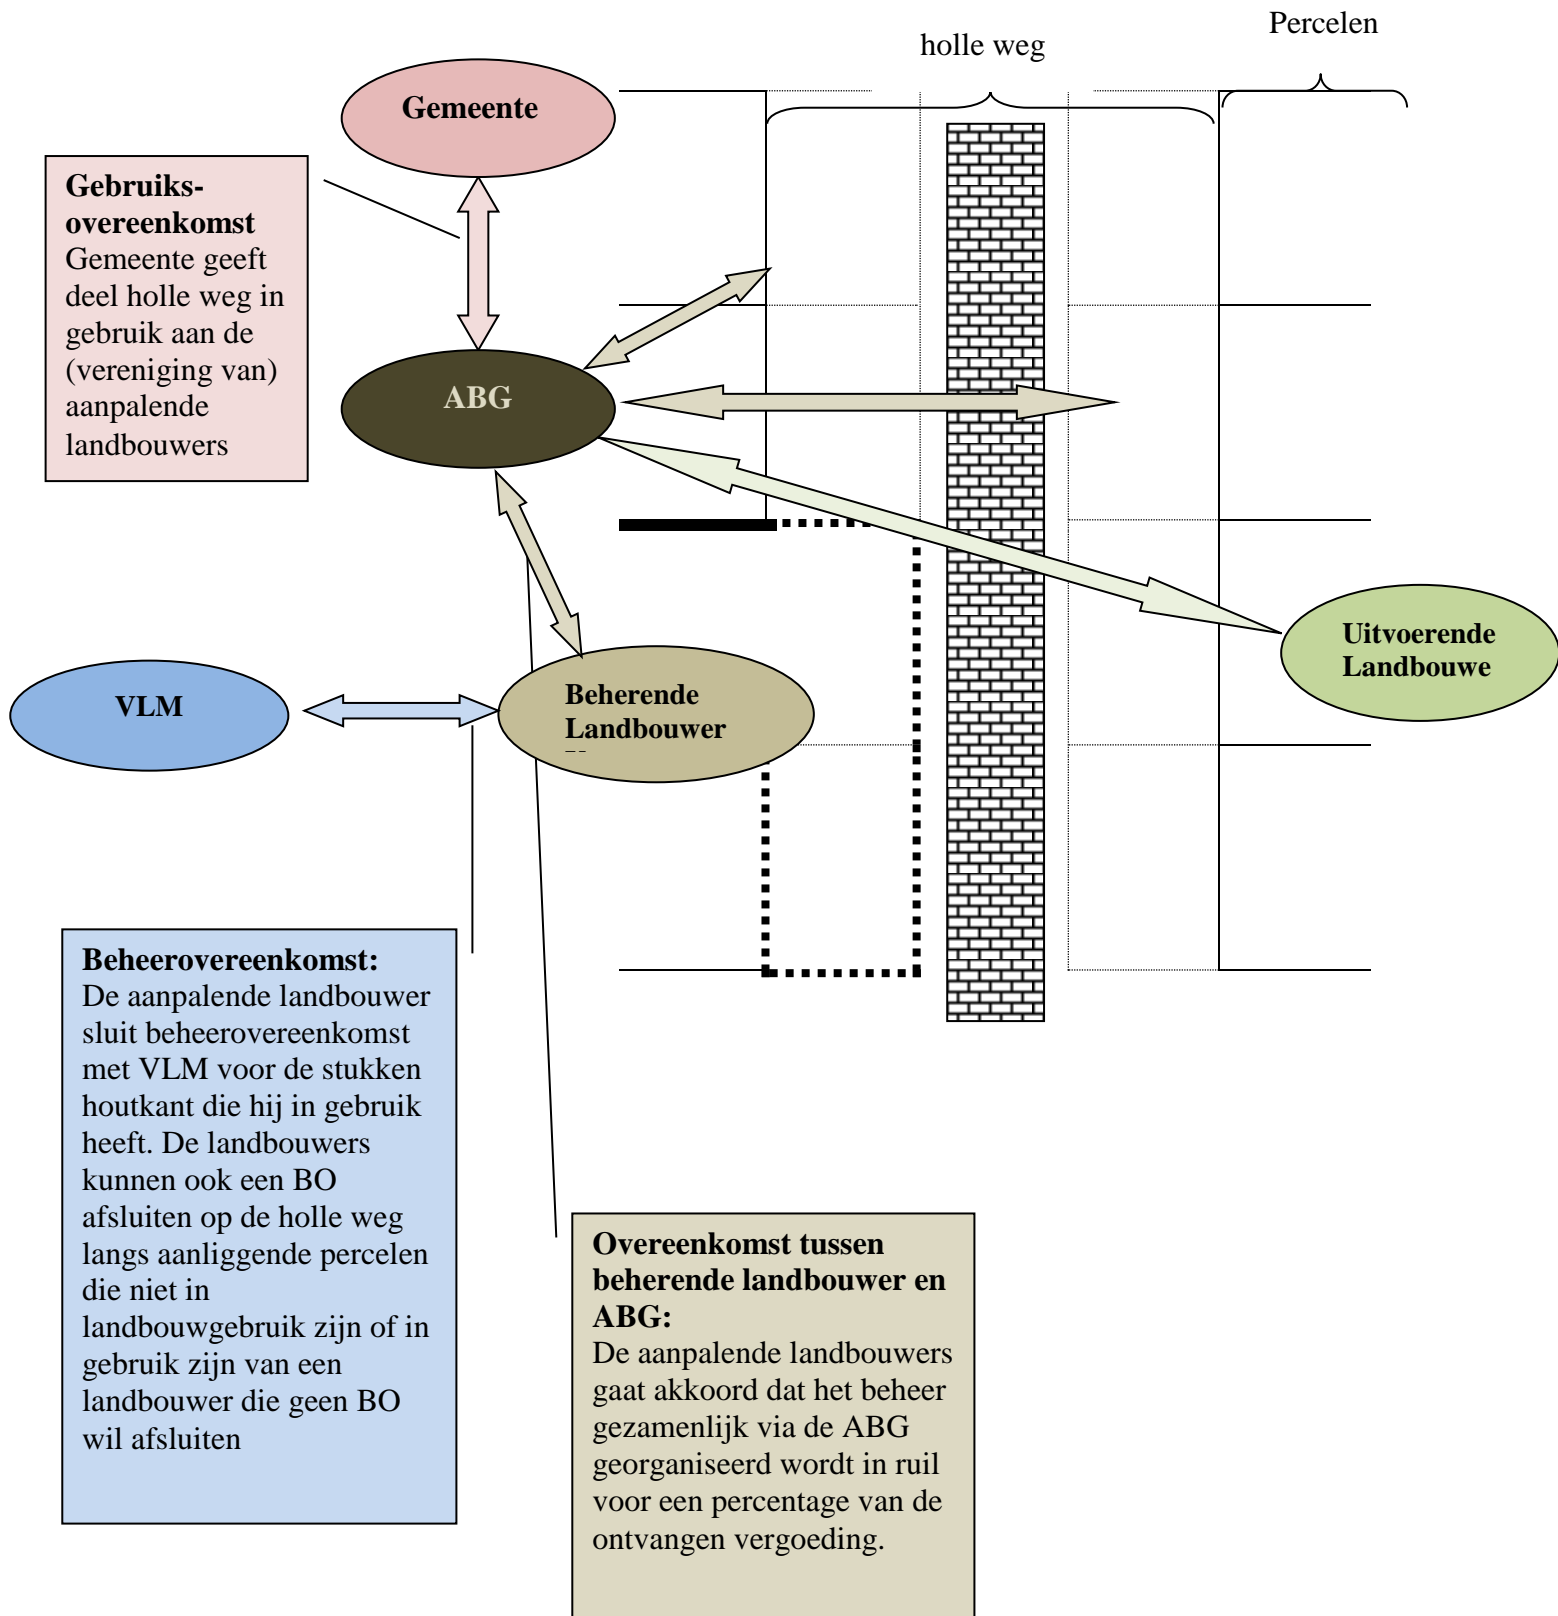 Percelen
holle weg
Gemeente
Gebruiks-
overeenkomst
Gemeente geeft
deel holle weg in
gebruik aan de
(vereniging van)
aanpalende
landbouwers
ABG
Uitvoerende
Landbouwe
VLM
Beherende
Landbouwer
Beheerovereenkomst:
De aanpalende landbouwer
sluit beheerovereenkomst
met VLM voor de stukken
houtkant die hij in gebruik
heeft. De landbouwers
kunnen ook een BO
afsluiten op de holle weg
langs aanliggende percelen
die niet in
landbouwgebruik zijn of in
gebruik zijn van een
landbouwer die geen BO
wil afsluiten
Overeenkomst tussen
beherende landbouwer en
ABG:
De aanpalende landbouwers
gaat akkoord dat het beheer
gezamenlijk via de ABG
georganiseerd wordt in ruil
voor een percentage van de
ontvangen vergoeding.